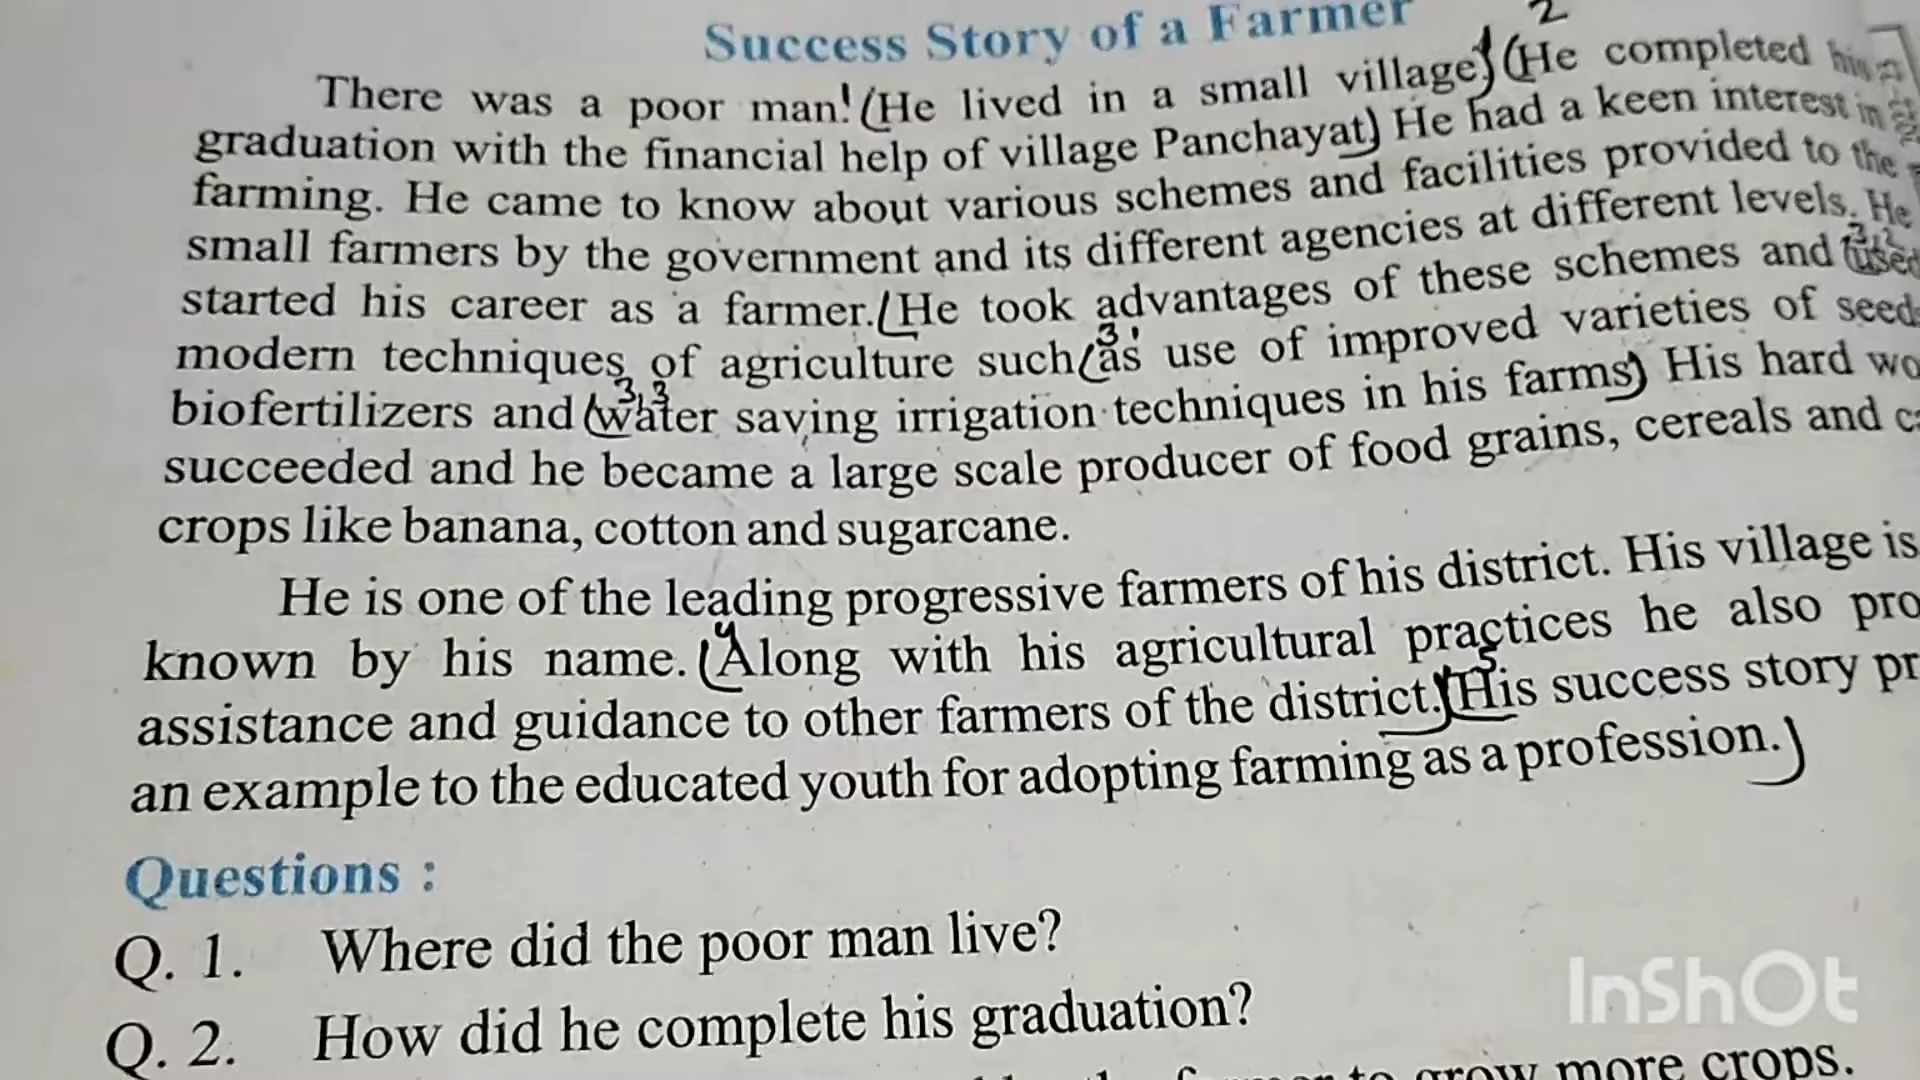 Success Story of a Farmer
2
There was a poor man! (He lived in a small village) (He completed his
graduation with the financial help of village Panchayat) He had a keen interest in
farming. He came to know about various schemes and facilities provided to the
small farmers by the government and its different agencies at different levels. He
started his career as a farmer. (He took advantages of these schemes and used
modern techniques of agriculture such (as use of improved varieties of seed
biofertilizers and (water saving irrigation techniques in his farms) His hard wo
succeeded and he became a large scale producer of food grains, cereals and ca
crops like banana, cotton and sugarcane.
He is one of the leading progressive farmers of his district. His village is
known by his name. (Along with his agricultural practices he also pro
assistance and guidance to other farmers of the district.) (His success story pr
an example to the educated youth for adopting farming as a profession.)
Questions :
Q. 1. Where did the poor man live?
Q. 2. How did he complete his graduation?
to grow more crops.
InShOt